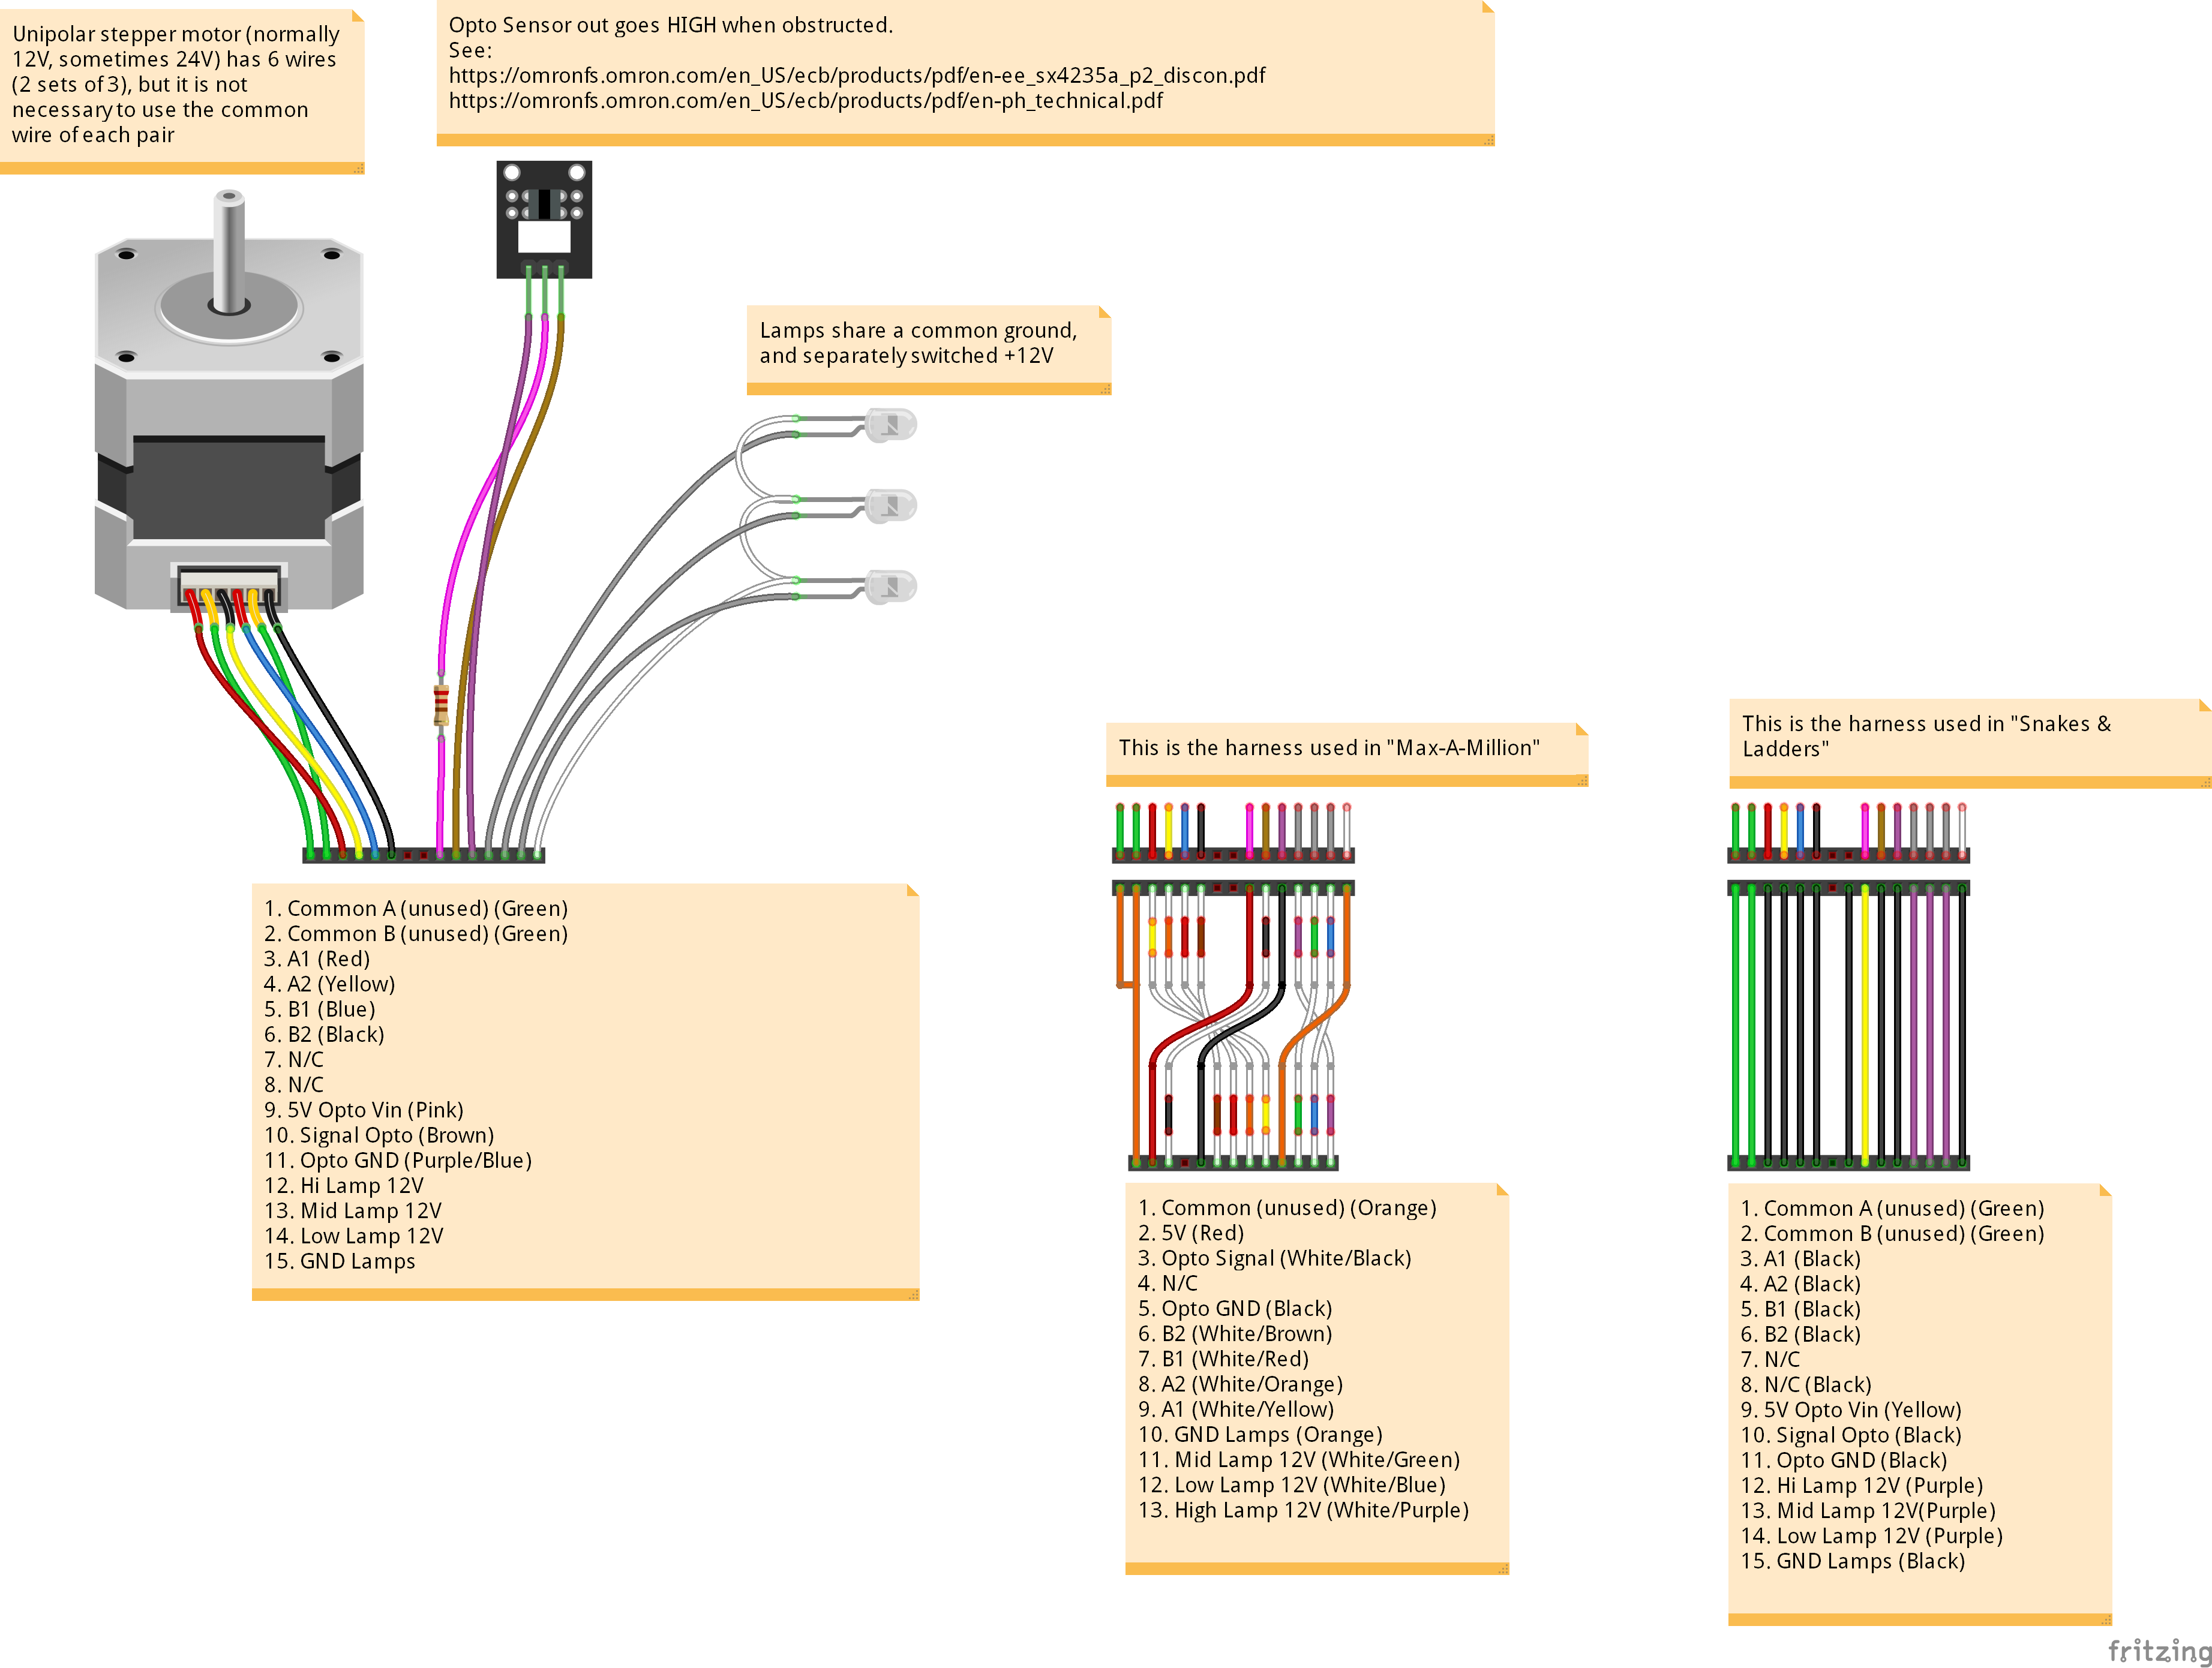 Unipolar stepper motor (normally
12V, sometimes 24V) has 6 wires
(2 sets of 3), but it is not
necessary to use the common
wire of each pair
Opto Sensor out goes HIGH when obstructed.
See:
https://omronfs.omron.com/en_US/ecb/products/pdf/en-ee_sx4235a_p2_discon.pdf
https://omronfs.omron.com/en_US/ecb/products/pdf/en-ph_technical.pdf
Lamps share a common ground,
and separately switched +12V
1. Common A (unused) (Green)
2. Common B (unused) (Green)
3. A1 (Red)
4. A2 (Yellow)
5. B1 (Blue)
6. B2 (Black)
7. N/C
8. N/C
9. 5V Opto Vin (Pink)
10. Signal Opto (Brown)
11. Opto GND (Purple/Blue)
12. Hi Lamp 12V
13. Mid Lamp 12V
14. Low Lamp 12V
15. GND Lamps
This is the harness used in "Max-A-Million"
1. Common (unused) (Orange)
2. 5V (Red)
3. Opto Signal (White/Black)
4. N/C
5. Opto GND (Black)
6. B2 (White/Brown)
7. B1 (White/Red)
8. A2 (White/Orange)
9. A1 (White/Yellow)
10. GND Lamps (Orange)
11. Mid Lamp 12V (White/Green)
12. Low Lamp 12V (White/Blue)
13. High Lamp 12V (White/Purple)
This is the harness used in "Snakes &
Ladders"
1. Common A (unused) (Green)
2. Common B (unused) (Green)
3. A1 (Black)
4. A2 (Black)
5. B1 (Black)
6. B2 (Black)
7. N/C
8. N/C (Black)
9. 5V Opto Vin (Yellow)
10. Signal Opto (Black)
11. Opto GND (Black)
12. Hi Lamp 12V (Purple)
13. Mid Lamp 12V(Purple)
14. Low Lamp 12V (Purple)
15. GND Lamps (Black)
fritzing